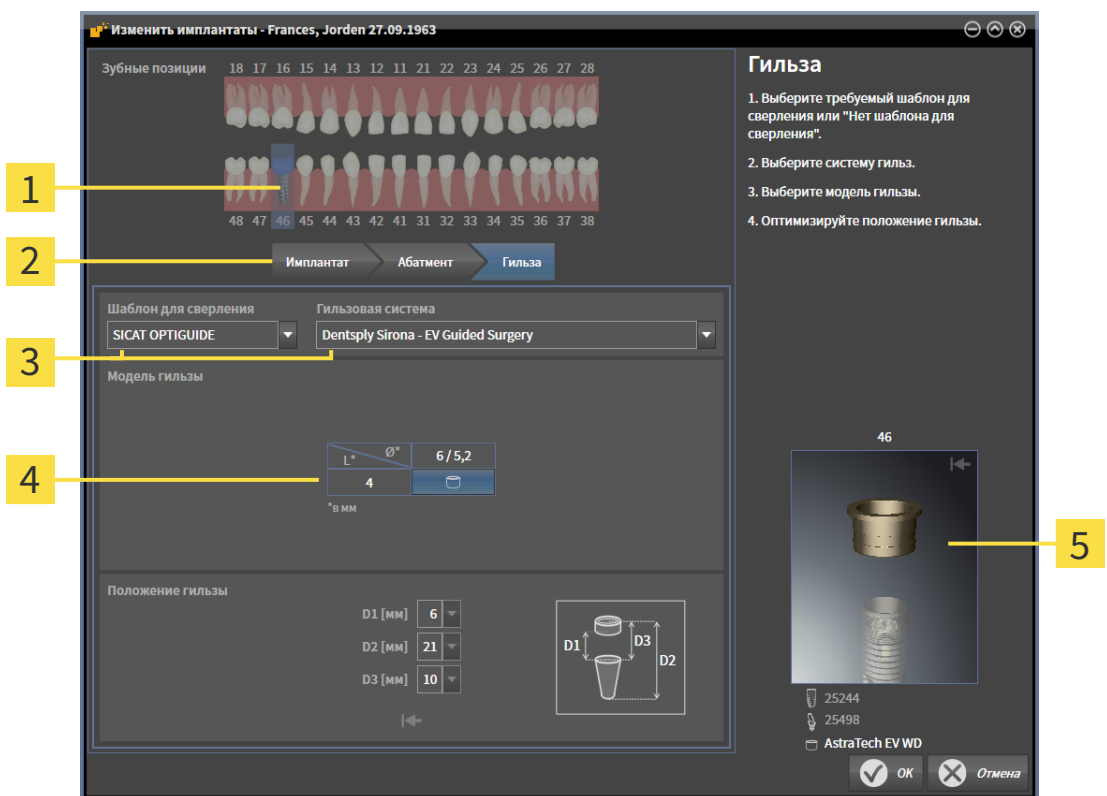 Изменить имплантаты - Frances, Jorden 27.09.1963
Зубные позиции
18 17 16 15 14 13 12 11 21 22 23 24 25 26 27 28
48 47 46 45 44 43 42 41 31 32 33 34 35 36 37 38
1
2
Имплантат Абатмент Гильза
3
Шаблон для сверления Гильзовая система
SICAT OPTIGUIDE Dentsply Sirona - EV Guided Surgery
Модель гильзы
4
L* Ø* 6 / 5,2
4
*в мм
Положение гильзы
D1 [мм] 6
D2 [мм] 21
D3 [мм] 10
D1 D3
D2
Гильза
1. Выберите требуемый шаблон для
сверления или "Нет шаблона для
сверления".
2. Выберите систему гильз.
3. Выберите модель гильзы.
4. Оптимизируйте положение гильзы.
46
5
25244
25498
AstraTech EV WD
OK Отмена